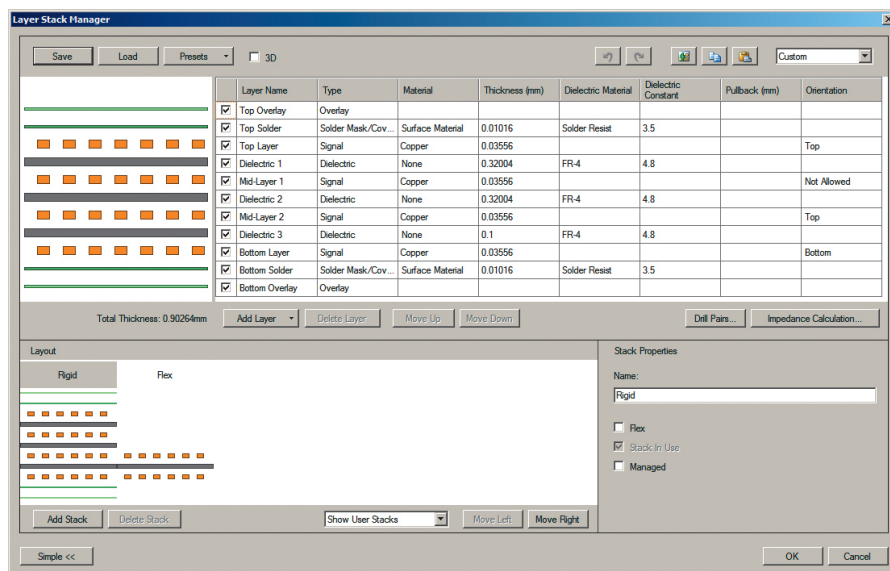 Layer Stack Manager
Save Load Presets 3D Custom
Layer Name Type Material Thickness (mm) Dielectric Material Dielectric Constant Pullback (mm) Orientation
Top Overlay Overlay
Top Solder Solder Mask/Cov... Surface Material 0.01016 Solder Resist 3.5
Top Layer Signal Copper 0.03556 Top
Dielectric 1 Dielectric None 0.32004 FR-4 4.8
Mid-Layer 1 Signal Copper 0.03556 Not Allowed
Dielectric 2 Dielectric None 0.32004 FR-4 4.8
Mid-Layer 2 Signal Copper 0.03556 Top
Dielectric 3 Dielectric None 0.1 FR-4 4.8
Bottom Layer Signal Copper 0.03556 Bottom
Bottom Solder Solder Mask/Cov... Surface Material 0.01016 Solder Resist 3.5
Bottom Overlay Overlay
Total Thickness: 0.90264mm Add Layer Delete Layer Move Up Move Down Drill Pairs... Impedance Calculation...
Layout
Rigid Flex
Stack Properties
Name:
Rigid
Flex
Stack In Use
Managed
Add Stack Delete Stack Show User Stacks Move Left Move Right
Simple << OK Cancel